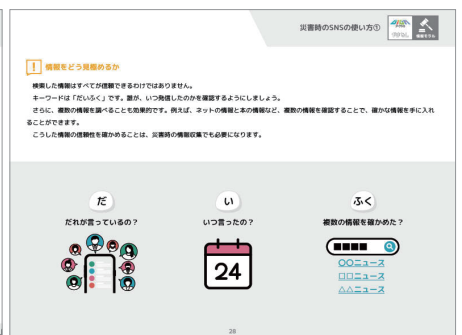 災害時のSNSの使い方①
情報をどう見極めるか
検索した情報はすべてが信頼できるわけではありません。
キーワードは「だいふく」です。誰が、いつ発信したのかを確認するようにしましょう。
さらに、複数の情報を調べることも効果的です。例えば、ネットの情報と本の情報など、複数の情報を確認することで、確かな情報を手に入れ
ることができます。
こうした情報の信頼性を確かめることは、災害時の情報収集でも必要になります。
だ
だれが言っているの？
い
いつ言ったの？
24
ふく
複数の情報を確かめた？
〇〇ニュース
□□ニュース
△△ニュース
28